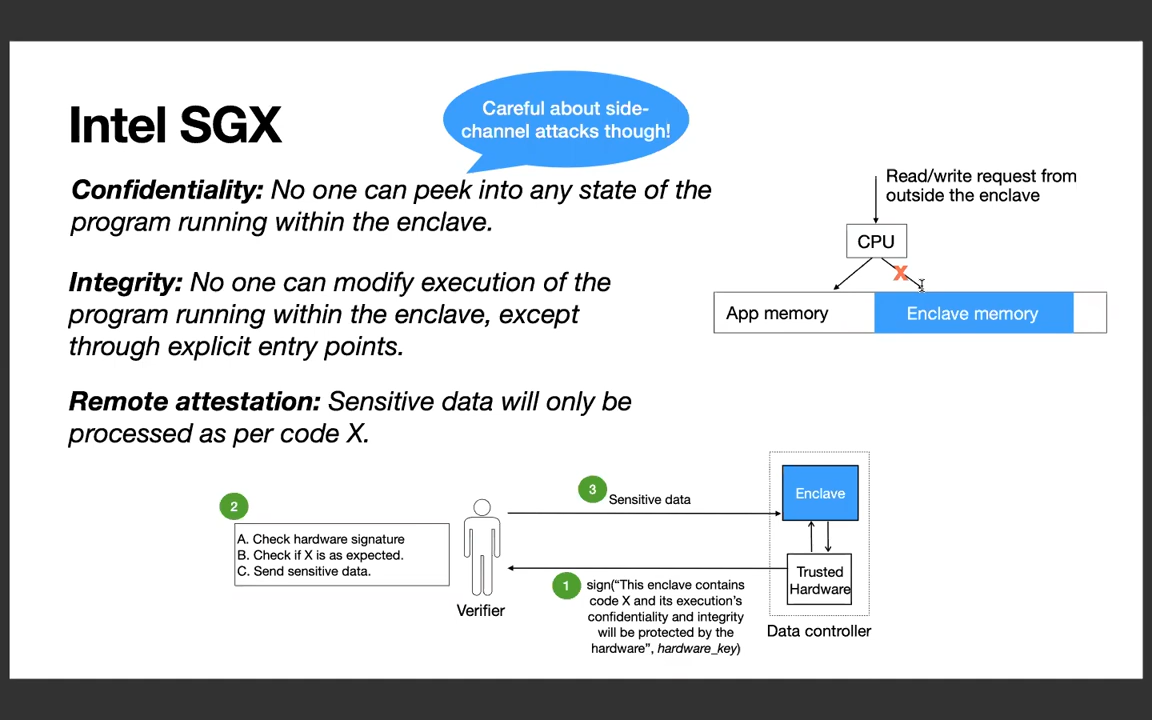 Intel SGX
Careful about side-
channel attacks though!
Confidentiality: No one can peek into any state of the
program running within the enclave.
Integrity: No one can modify execution of the
program running within the enclave, except
through explicit entry points.
Remote attestation: Sensitive data will only be
processed as per code X.
Read/write request from
outside the enclave
CPU
X
App memory
Enclave memory
2
A. Check hardware signature
B. Check if X is as expected.
C. Send sensitive data.
Verifier
3
Sensitive data
1
sign(“This enclave contains
code X and its execution’s
confidentiality and integrity
will be protected by the
hardware”, hardware_key)
Enclave
Trusted
Hardware
Data controller